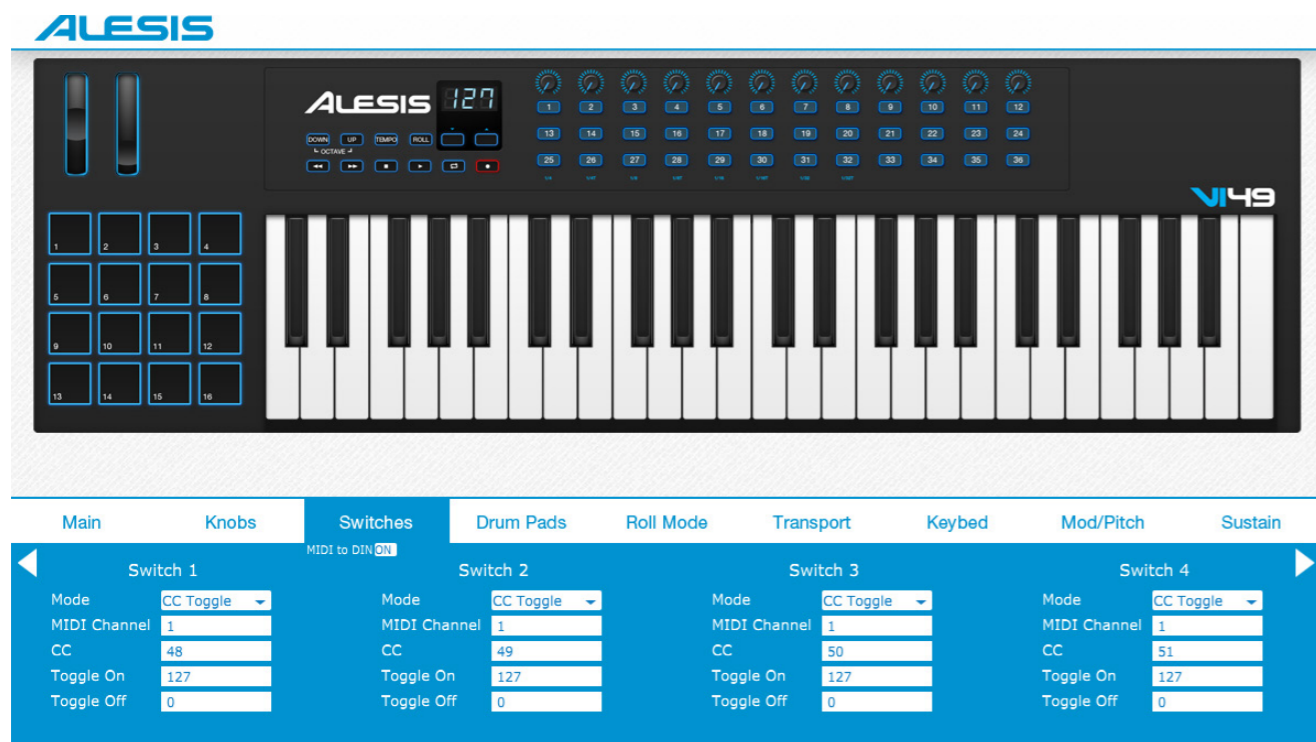 ALESIS
ALESIS 127
1 2 3 4 5 6 7 8 9 10 11 12
DOWN UP TEMPO ROLL
13 14 15 16 17 18 19 20 21 22 23 24
OCTAVE
25 26 27 28 29 30 31 32 33 34 35 36
VI49
1 2 3 4
5 6 7 8
9 10 11 12
13 14 15 16
Main Knobs Switches Drum Pads Roll Mode Transport Keybed Mod/Pitch Sustain
MIDI to DIN ON
Switch 1 Switch 2 Switch 3 Switch 4
Mode CC Toggle Mode CC Toggle Mode CC Toggle Mode CC Toggle
MIDI Channel 1 MIDI Channel 1 MIDI Channel 1 MIDI Channel 1
CC 48 CC 49 CC 50 CC 51
Toggle On 127 Toggle On 127 Toggle On 127 Toggle On 127
Toggle Off 0 Toggle Off 0 Toggle Off 0 Toggle Off 0